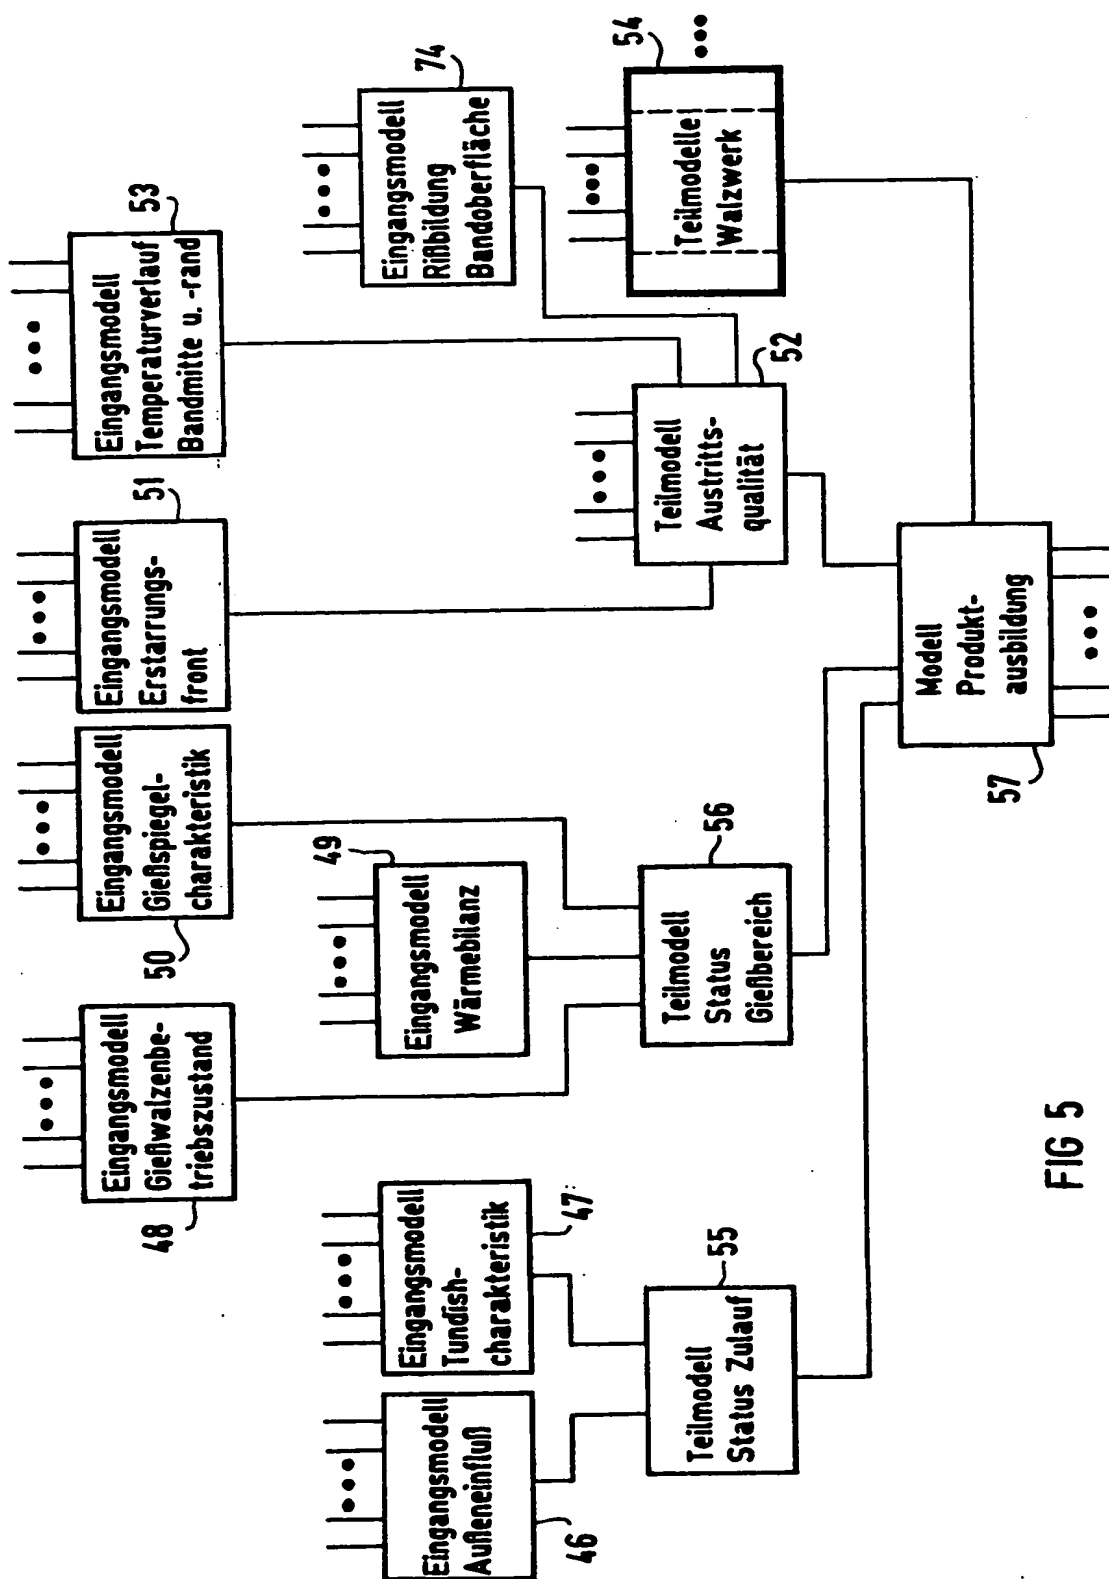 Eingangsmodell
Außeneinfluß
46
Eingangsmodell
Tundish-
charakteristik
47
Eingangsmodell
Gießwalzenbe-
triebszustand
48
Eingangsmodell
Wärmebilanz
49
Eingangsmodell
Gießspiegel-
charakteristik
50
Eingangsmodell
Erstarrungs-
front
51
Eingangsmodell
Temperaturverlauf
Bandmitte u. -rand
53
Eingangsmodell
Rißbildung
Bandoberfläche
74
Teilmodell
Status Zulauf
55
Teilmodell
Status
Gießbereich
56
Teilmodell
Austritts-
qualität
52
Teilmodelle
Walzwerk
54
Modell
Produkt-
ausbildung
57
FIG 5